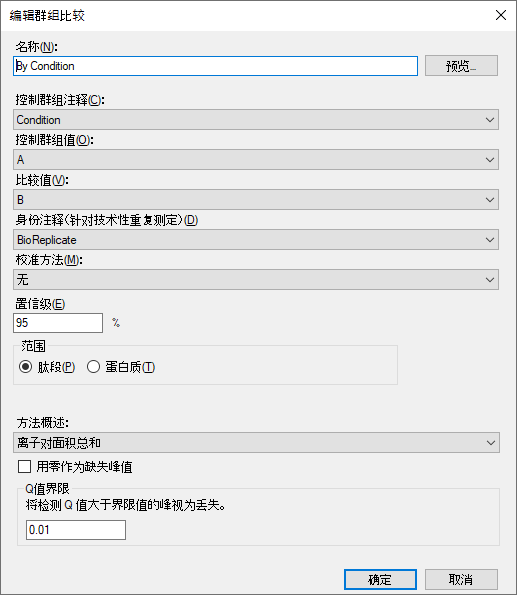 编辑群组比较
名称(N):
By Condition
预览...
控制群组注释(C):
Condition
控制群组值(O):
A
比较值(V):
B
身份注释(针对技术性重复测定)(D)
BioReplicate
校准方法(M):
无
置信级(E)
95 %
范围
肽段(P) 蛋白质(T)
方法概述:
离子对面积总和
用零作为缺失峰值
Q值界限
将检测 Q 值大于界限值的峰视为丢失。
0.01
确定 取消